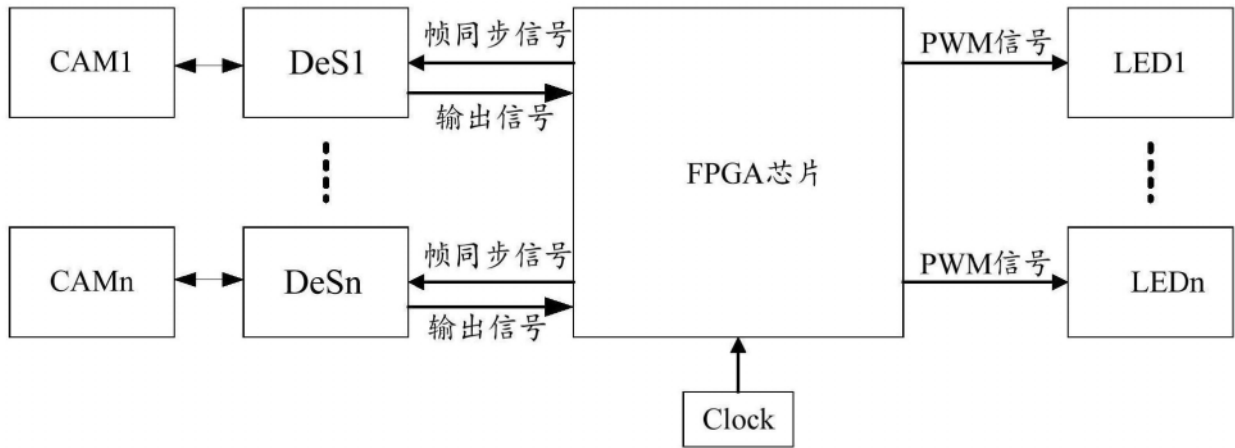 CAM1
DeS1
帧同步信号
输出信号
FPGA芯片
PWM信号
LED1
CAMn
DeSn
帧同步信号
输出信号
PWM信号
LEDn
Clock